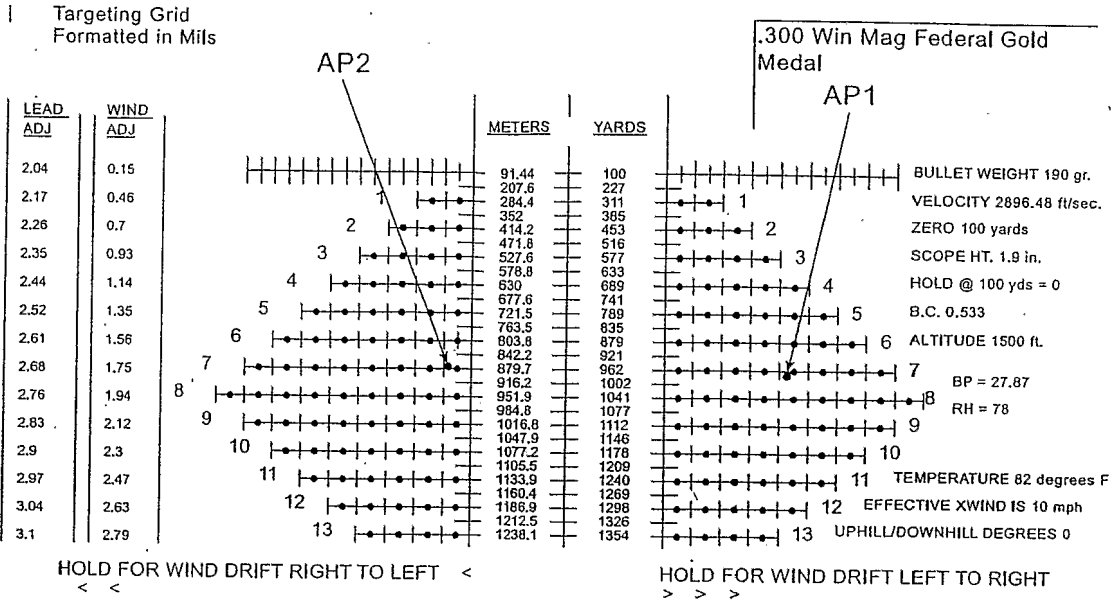 Targeting Grid
Formatted in Mils
.300 Win Mag Federal Gold
Medal
AP2
AP1
LEAD ADJ
WIND ADJ
METERS
YARDS
2.04 0.15 91.44 100 BULLET WEIGHT 190 gr.
207.6 227
2.17 0.46 1 284.4 311 1 VELOCITY 2896.48 ft/sec.
352 385
2.26 0.7 2 414.2 453 2 ZERO 100 yards
471.8 516
2.35 0.93 3 527.6 577 3 SCOPE HT. 1.9 in.
578.8 633
2.44 1.14 4 630 689 4 HOLD @ 100 yds = 0
677.6 741
2.52 1.35 5 721.5 789 5 B.C. 0.533
763.5 835
2.61 1.56 6 803.8 879 6 ALTITUDE 1500 ft.
842.2 921
2.68 1.75 7 879.7 962 7
BP = 27.87
916.2 1002
2.76 1.94 8 951.9 1041 8
RH = 78
984.8 1077
2.83 2.12 9 1016.8 1112 9
1047.9 1146
2.9 2.3 10 1077.2 1178 10
1105.5 1209
2.97 2.47 11 1133.9 1240 11 TEMPERATURE 82 degrees F
1160.4 1269
3.04 2.63 12 1186.9 1298 12 EFFECTIVE XWIND IS 10 mph
1212.5 1326
3.1 2.79 13 1238.1 1354 13 UPHILL/DOWNHILL DEGREES 0
HOLD FOR WIND DRIFT RIGHT TO LEFT <
< <
HOLD FOR WIND DRIFT LEFT TO RIGHT
> > >